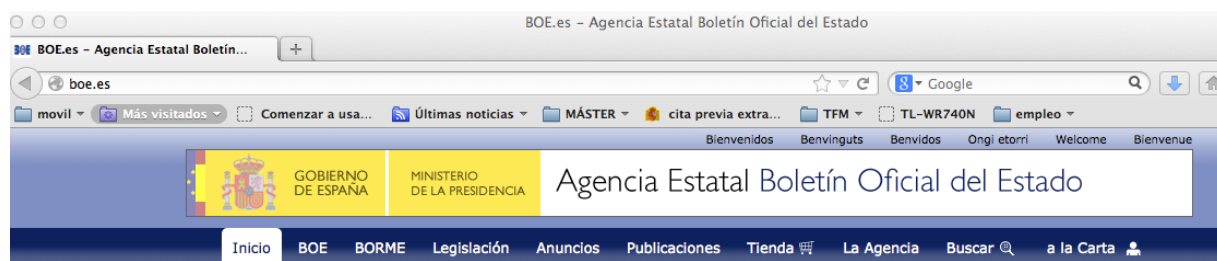 BOE.es – Agencia Estatal Boletín Oficial del Estado
BOE BOE.es – Agencia Estatal Boletín... +
boe.es 8 Google
movil Más visitados Comenzar a usa... Últimas noticias MÁSTER cita previa extra... TFM TL-WR740N empleo
Bienvenidos Benvinguts Benvidos Ongi etorri Welcome Bienvenue
GOBIERNO MINISTERIO
DE ESPAÑA DE LA PRESIDENCIA
Agencia Estatal Boletín Oficial del Estado
Inicio BOE BORME Legislación Anuncios Publicaciones Tienda La Agencia Buscar a la Carta